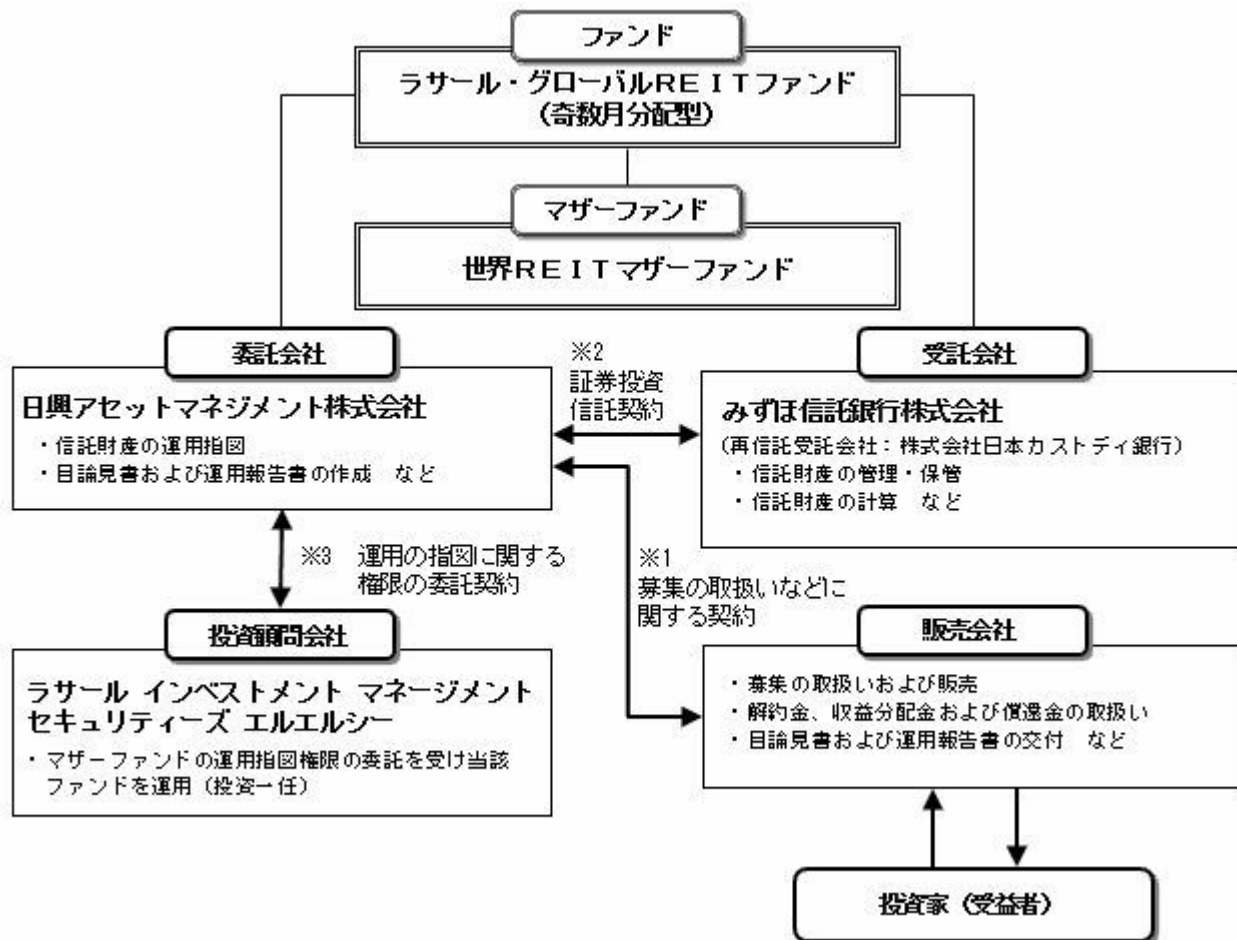 ファンド
ラサール・グローバルREITファンド
(奇数月分配型)
マザーファンド
世界REITマザーファンド
委託会社
日興アセットマネジメント株式会社
・信託財産の運用指図
・目論見書および運用報告書の作成 など
※2
証券投資
信託契約
受託会社
みずほ信託銀行株式会社
(再信託受託会社:株式会社日本カストディ銀行)
・信託財産の管理・保管
・信託財産の計算 など
※3 運用の指図に関する
権限の委託契約
※1
募集の取扱いなどに
関する契約
投資顧問会社
ラサール インベストメント マネージメント
セキュリティーズ エルエルシー
・マザーファンドの運用指図権限の委託を受け当該
ファンドを運用(投資一任)
販売会社
・募集の取扱いおよび販売
・解約金、収益分配金および償還金の取扱い
・目論見書および運用報告書の交付 など
投資家(受益者)